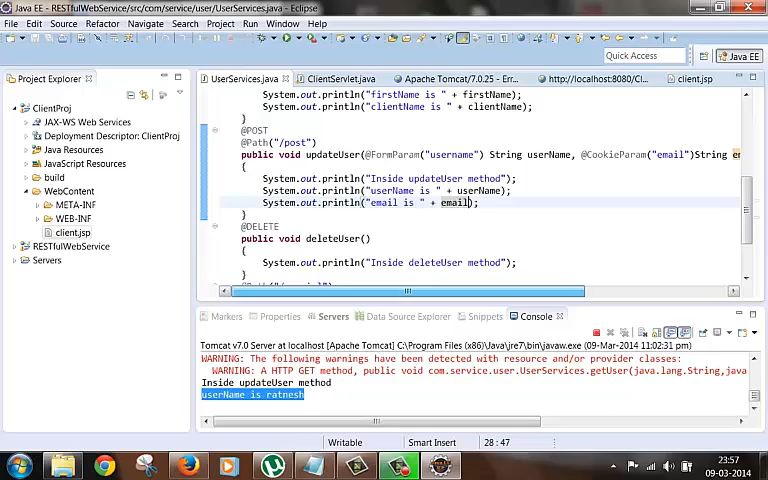 Java EE - RESTfulWebService/src/com/service/user/UserServices.java - Eclipse
File Edit Source Refactor Navigate Search Project Run Window Help
Quick Access
Java EE
Project Explorer
UserServices.java
ClientServlet.java
Apache Tomcat/7.0.25 - Err...
http://localhost:8080/Cl...
client.jsp
ClientProj
JAX-WS Web Services
Deployment Descriptor: ClientProj
Java Resources
JavaScript Resources
build
WebContent
META-INF
WEB-INF
client.jsp
RESTfulWebService
Servers
System.out.println("firstName is " + firstName);
System.out.println("clientName is " + clientName);
}
@POST
@Path("/post")
public void updateUser(@FormParam("username") String userName, @CookieParam("email")String em
{
System.out.println("Inside updateUser method");
System.out.println("userName is " + userName);
System.out.println("email is " + email);
}
@DELETE
public void deleteUser()
{
System.out.println("Inside deleteUser method");
}
Markers Properties Servers Data Source Explorer Snippets Console
Tomcat v7.0 Server at localhost [Apache Tomcat] C:\Program Files (x86)\Java\jre7\bin\javaw.exe (09-Mar-2014 11:02:31 pm)
WARNING: The following warnings have been detected with resource and/or provider classes:
WARNING: A HTTP GET method, public void com.service.user.UserServices.getUser(java.lang.String,java
Inside updateUser method
userName is ratnesh
Writable
Smart Insert
28 : 47
23:57
09-03-2014